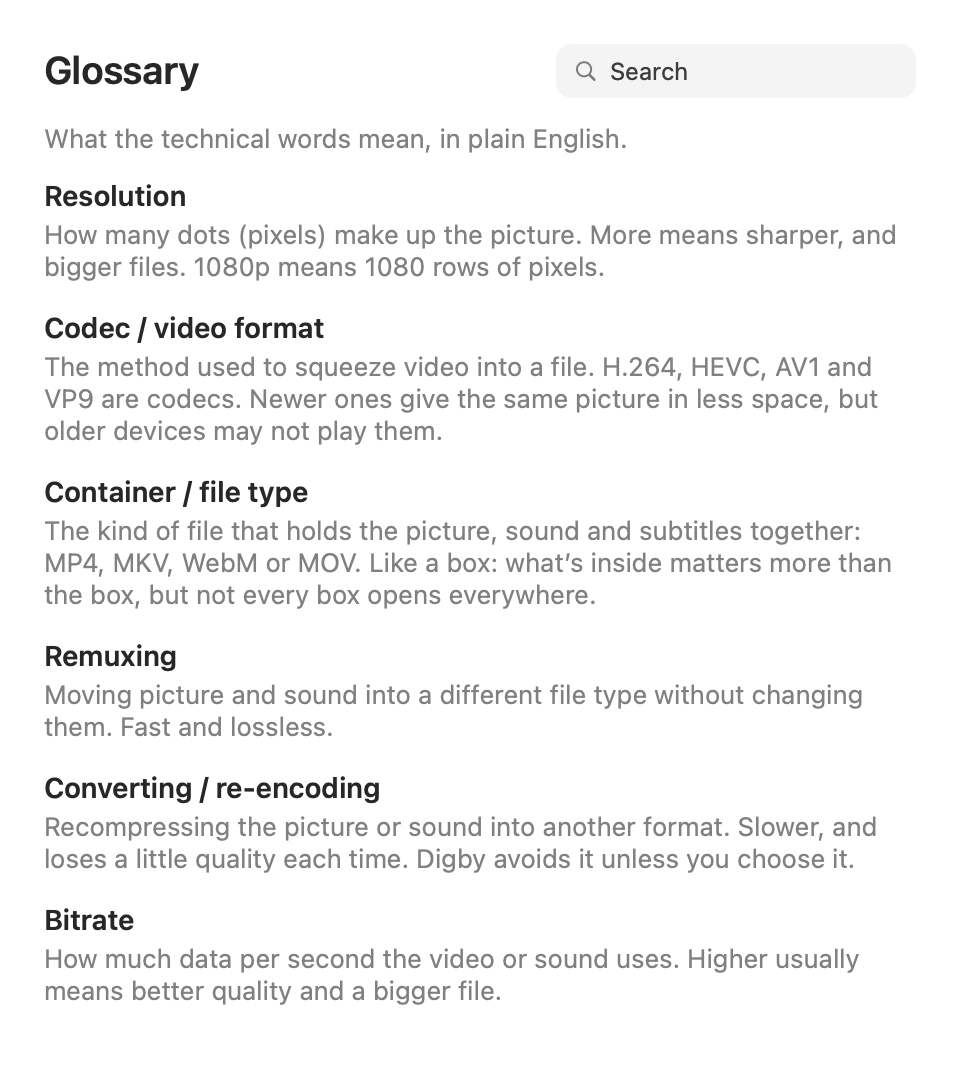 Glossary
Search
What the technical words mean, in plain English.
Resolution
How many dots (pixels) make up the picture. More means sharper, and
bigger files. 1080p means 1080 rows of pixels.
Codec / video format
The method used to squeeze video into a file. H.264, HEVC, AV1 and
VP9 are codecs. Newer ones give the same picture in less space, but
older devices may not play them.
Container / file type
The kind of file that holds the picture, sound and subtitles together:
MP4, MKV, WebM or MOV. Like a box: what’s inside matters more than
the box, but not every box opens everywhere.
Remuxing
Moving picture and sound into a different file type without changing
them. Fast and lossless.
Converting / re-encoding
Recompressing the picture or sound into another format. Slower, and
loses a little quality each time. Digby avoids it unless you choose it.
Bitrate
How much data per second the video or sound uses. Higher usually
means better quality and a bigger file.